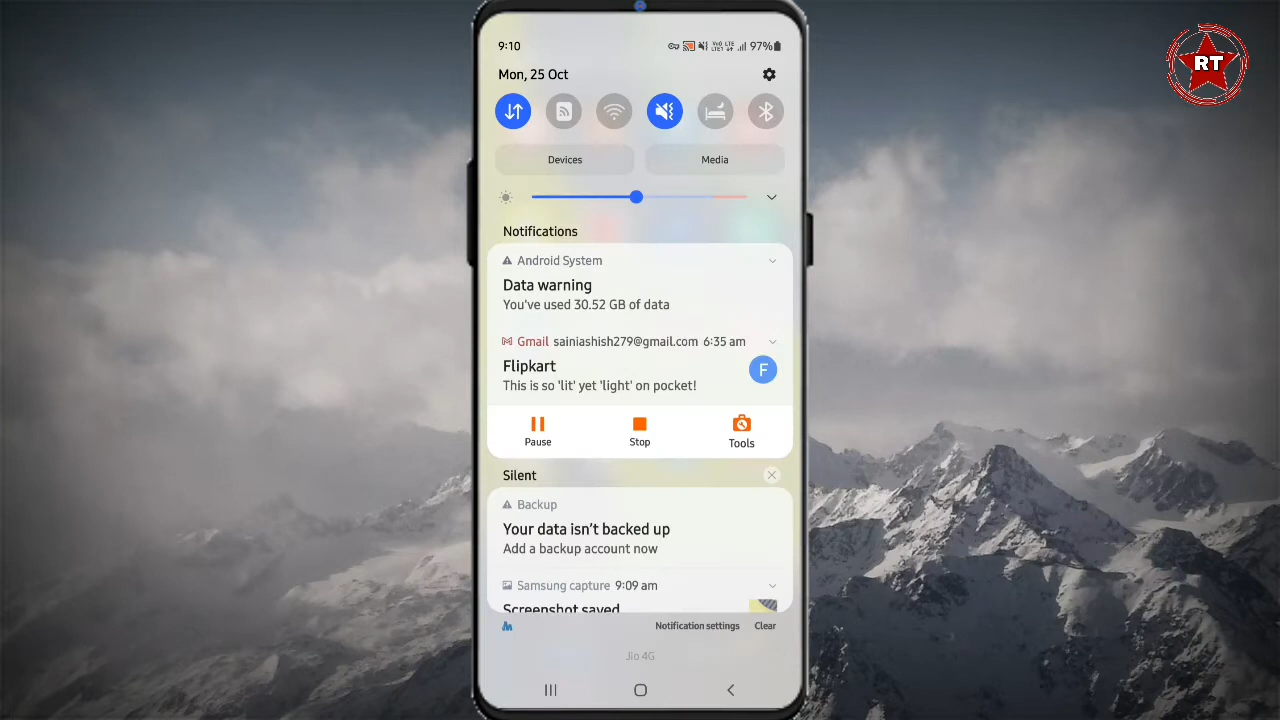 RT
9:10
97%
Mon, 25 Oct
Devices
Media
Notifications
Android System
Data warning
You've used 30.52 GB of data
Gmail sainiashish279@gmail.com 6:35 am
Flipkart
F
This is so 'lit' yet 'light' on pocket!
Pause
Stop
Tools
Silent
Backup
Your data isn't backed up
Add a backup account now
Samsung capture 9:09 am
Screenshot saved
Notification settings
Clear
Jio 4G